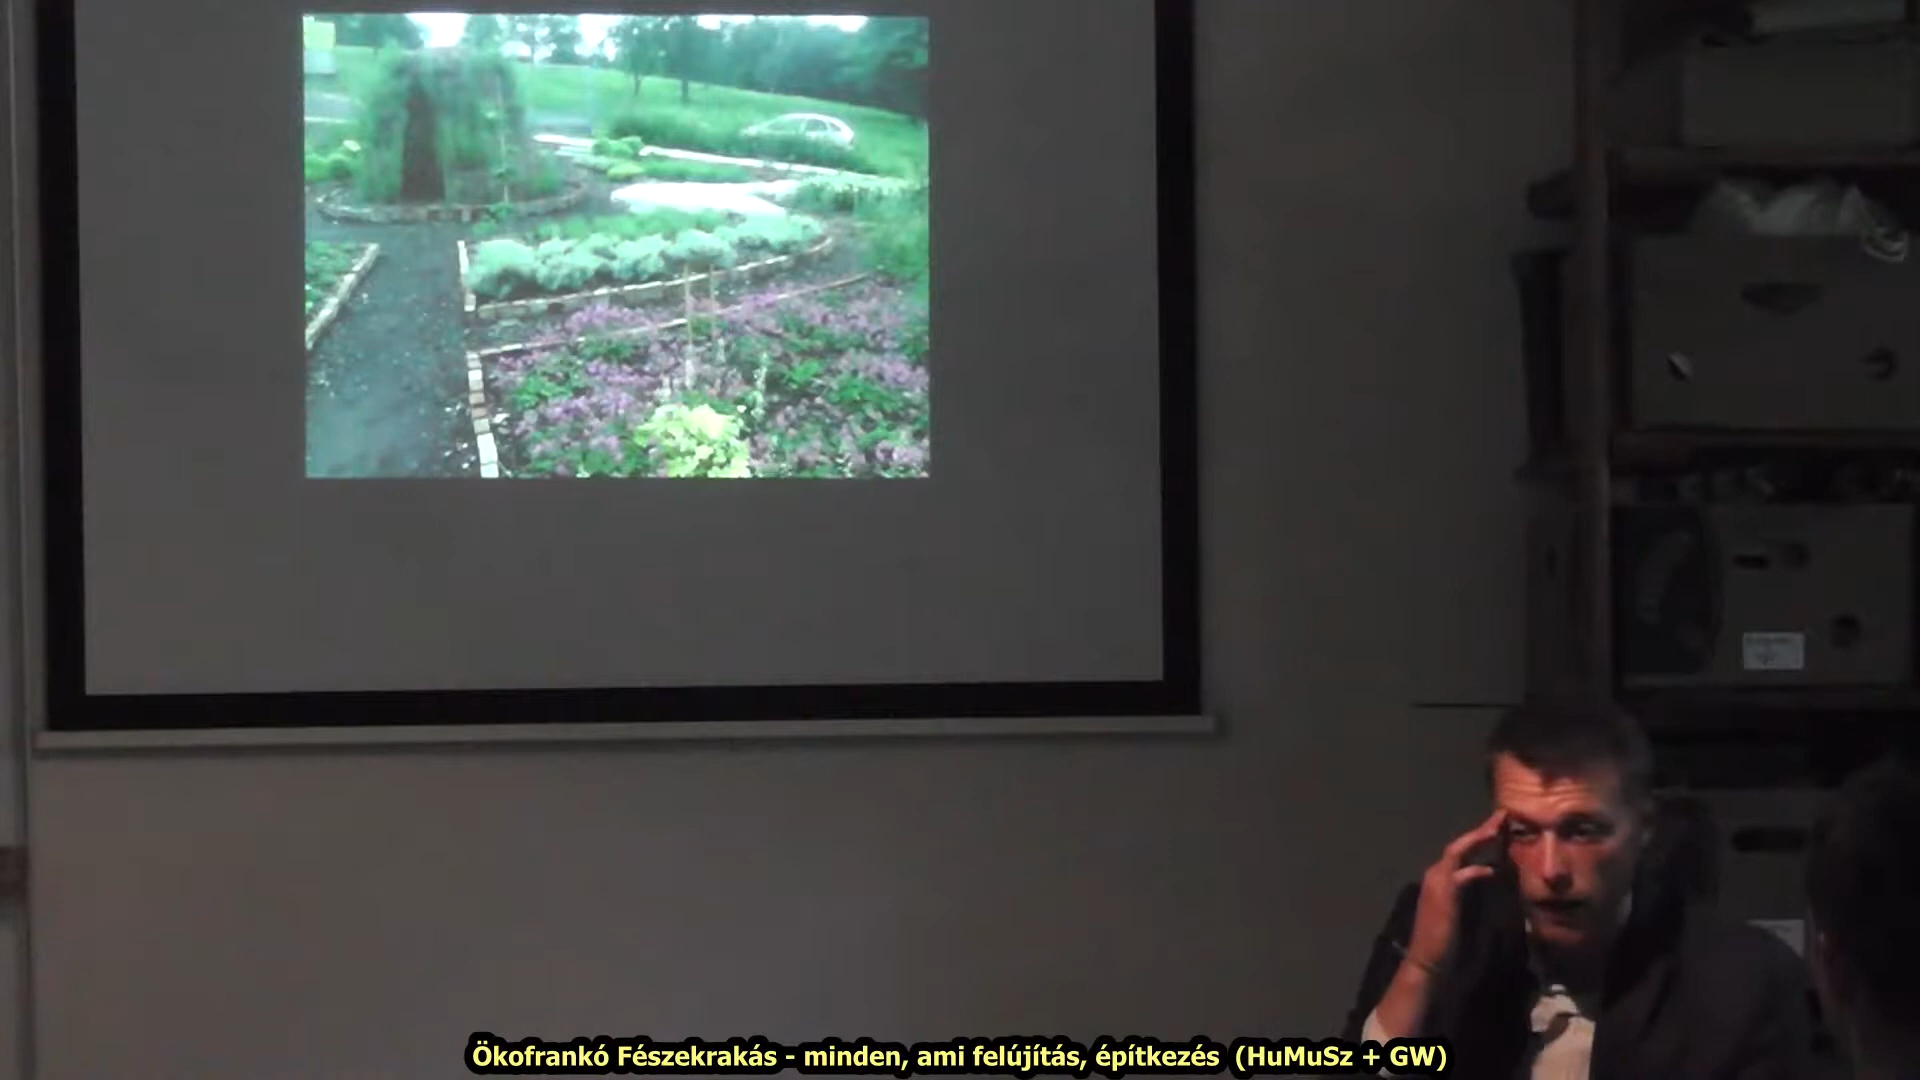 Ökofrankó Fészekrakás - minden, ami felújítás, építkezés (HuMuSz + GW)